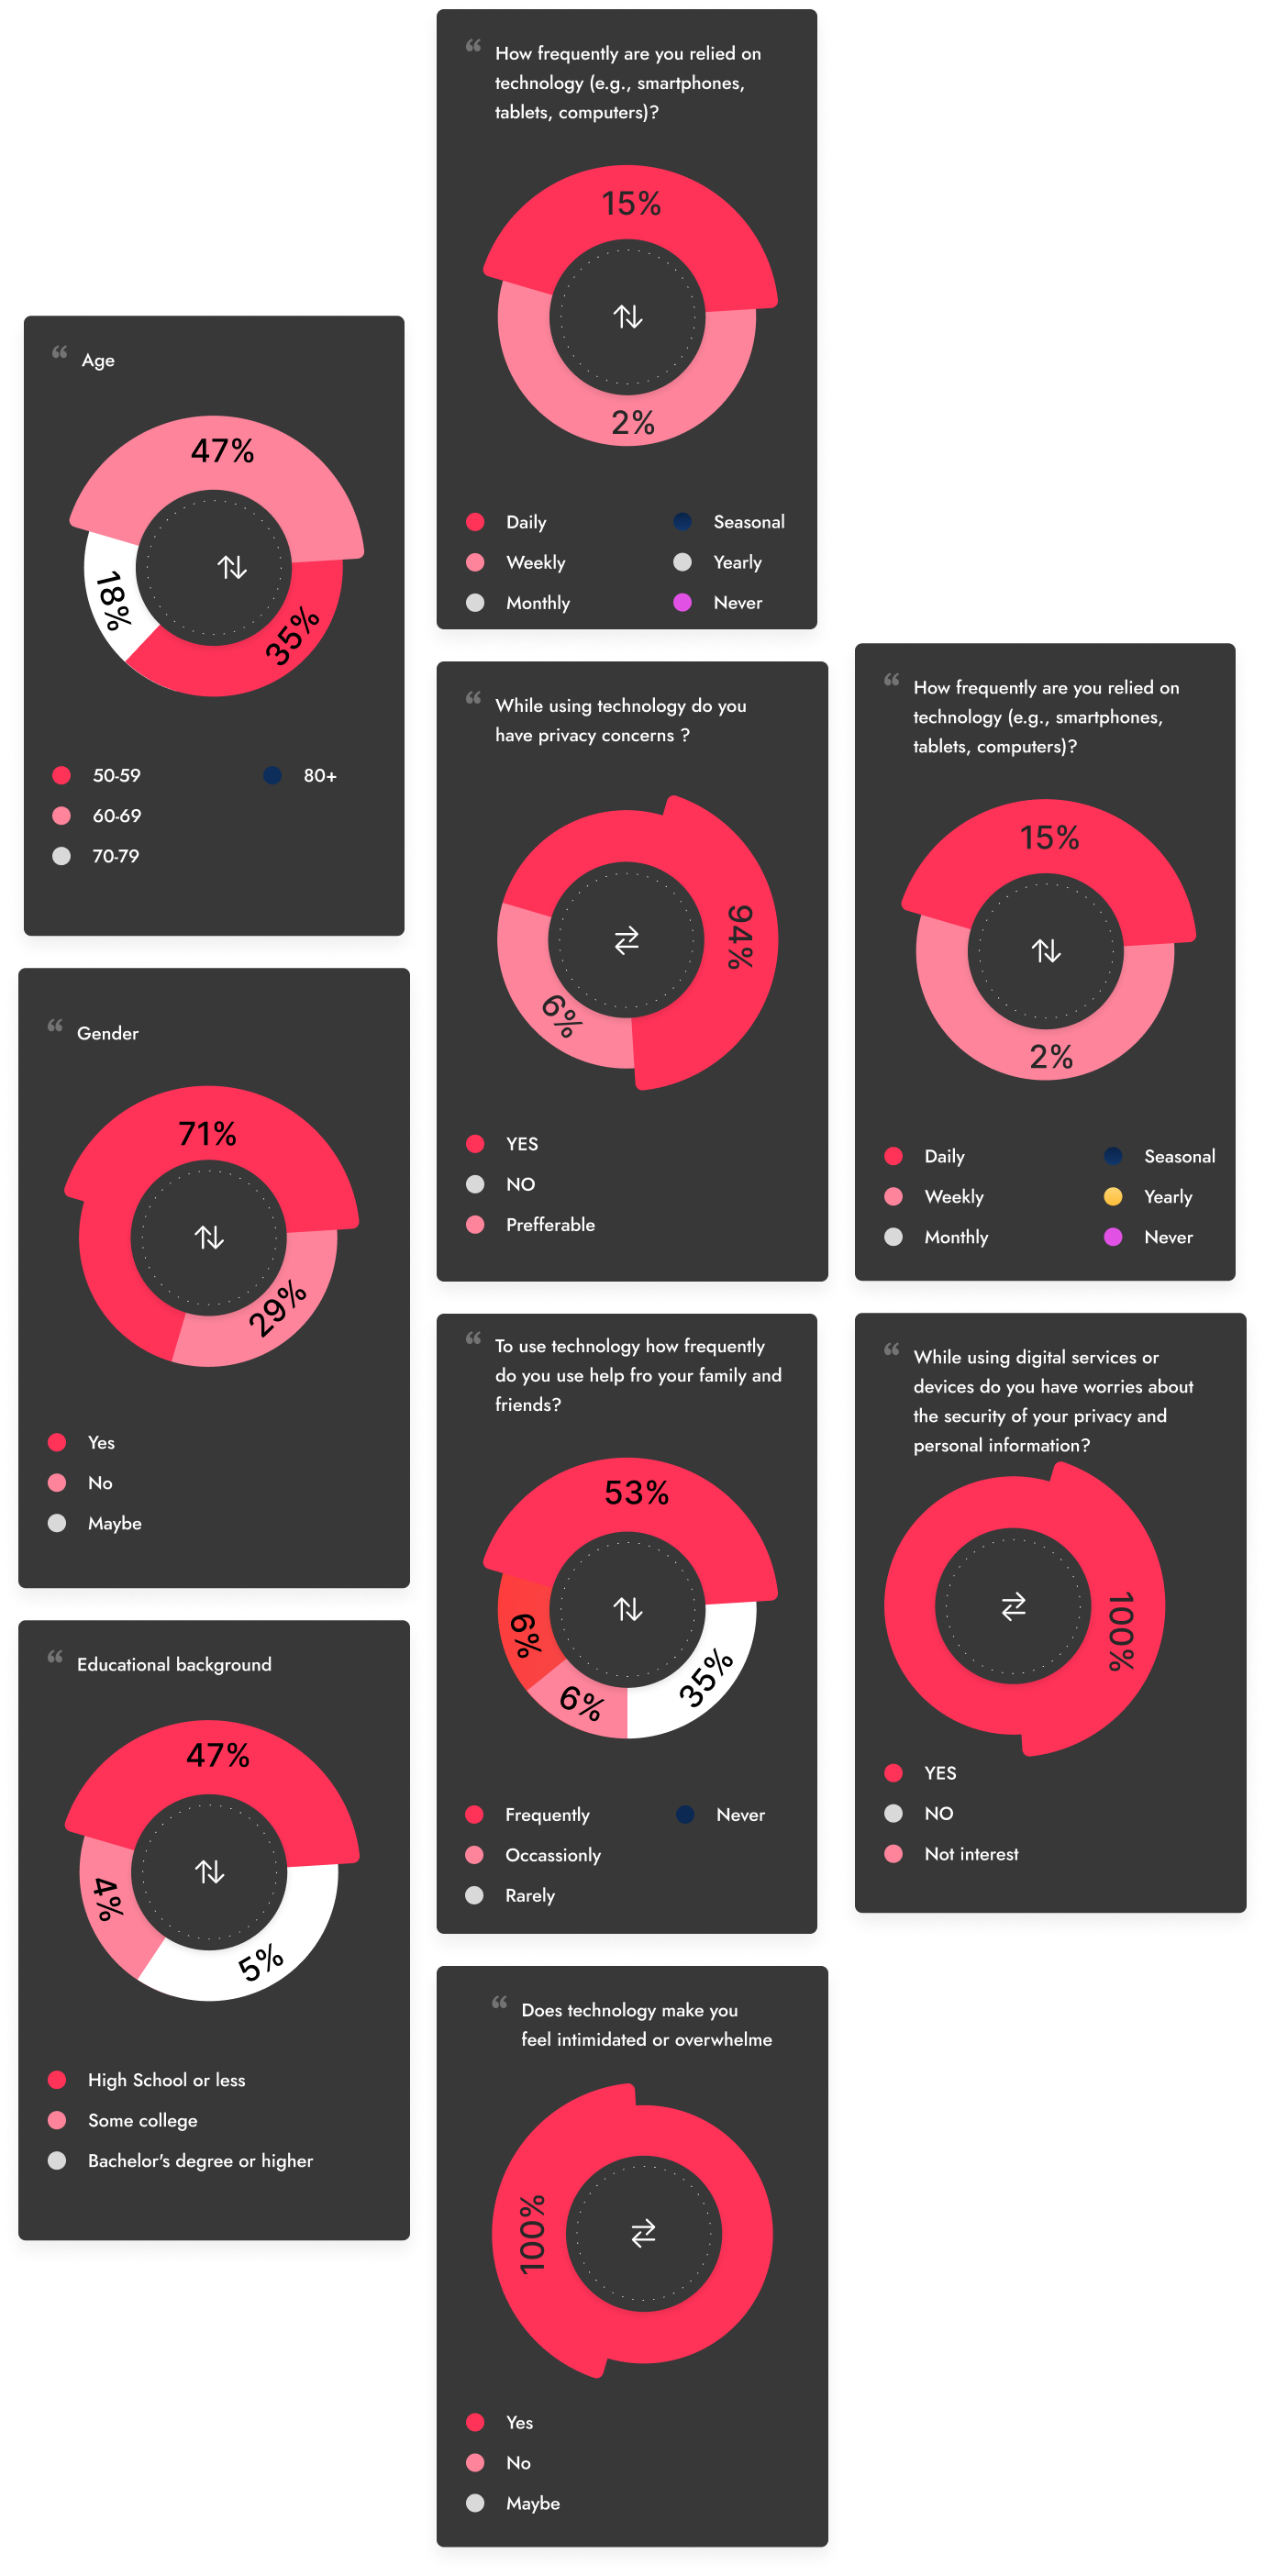 “ Age
47%
18%
35%
50-59
60-69
70-79
80+
“ Gender
71%
29%
Yes
No
Maybe
“ Educational background
47%
4%
5%
High School or less
Some college
Bachelor's degree or higher
“ How frequently are you relied on
technology (e.g., smartphones,
tablets, computers)?
15%
2%
Daily
Weekly
Monthly
Seasonal
Yearly
Never
“ While using technology do you
have privacy concerns ?
94%
6%
YES
NO
Prefferable
“ To use technology how frequently
do you use help fro your family and
friends?
53%
6%
6%
35%
Frequently
Occassionly
Rarely
Never
“ Does technology make you
feel intimidated or overwhelme
100%
Yes
No
Maybe
“ How frequently are you relied on
technology (e.g., smartphones,
tablets, computers)?
15%
2%
Daily
Weekly
Monthly
Seasonal
Yearly
Never
“ While using digital services or
devices do you have worries about
the security of your privacy and
personal information?
100%
YES
NO
Not interest